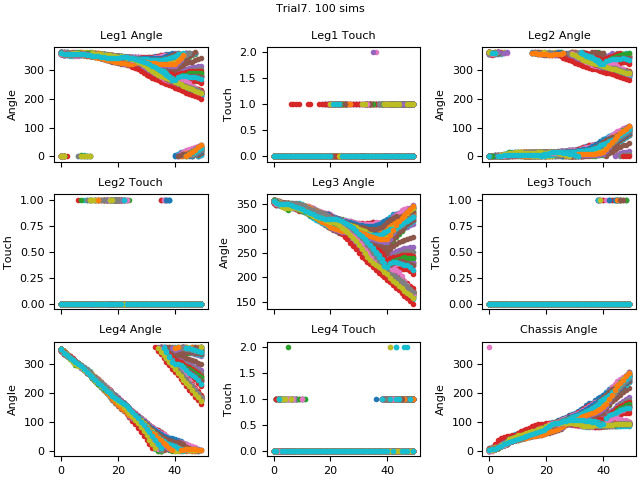 Trial7. 100 sims
Leg1 Angle
Leg1 Touch
Leg2 Angle
Angle
300
200
100
0
Touch
2.0
1.5
1.0
0.5
0.0
Angle
300
200
100
0
Leg2 Touch
Leg3 Angle
Leg3 Touch
Touch
1.00
0.75
0.50
0.25
0.00
Angle
350
300
250
200
150
Touch
1.00
0.75
0.50
0.25
0.00
Leg4 Angle
Leg4 Touch
Chassis Angle
Angle
300
200
100
0
Touch
2.0
1.5
1.0
0.5
0.0
Angle
300
200
100
0
0 20 40
0 20 40
0 20 40